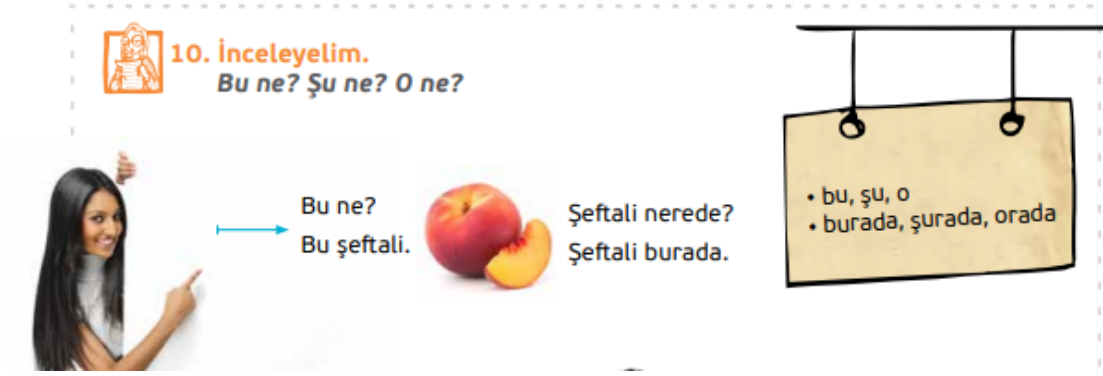 10. İnceleyelim.
Bu ne? Şu ne? O ne?
Bu ne?
Bu şeftali.
Şeftali nerede?
Şeftali burada.
• bu, şu, o
• burada, şurada, orada